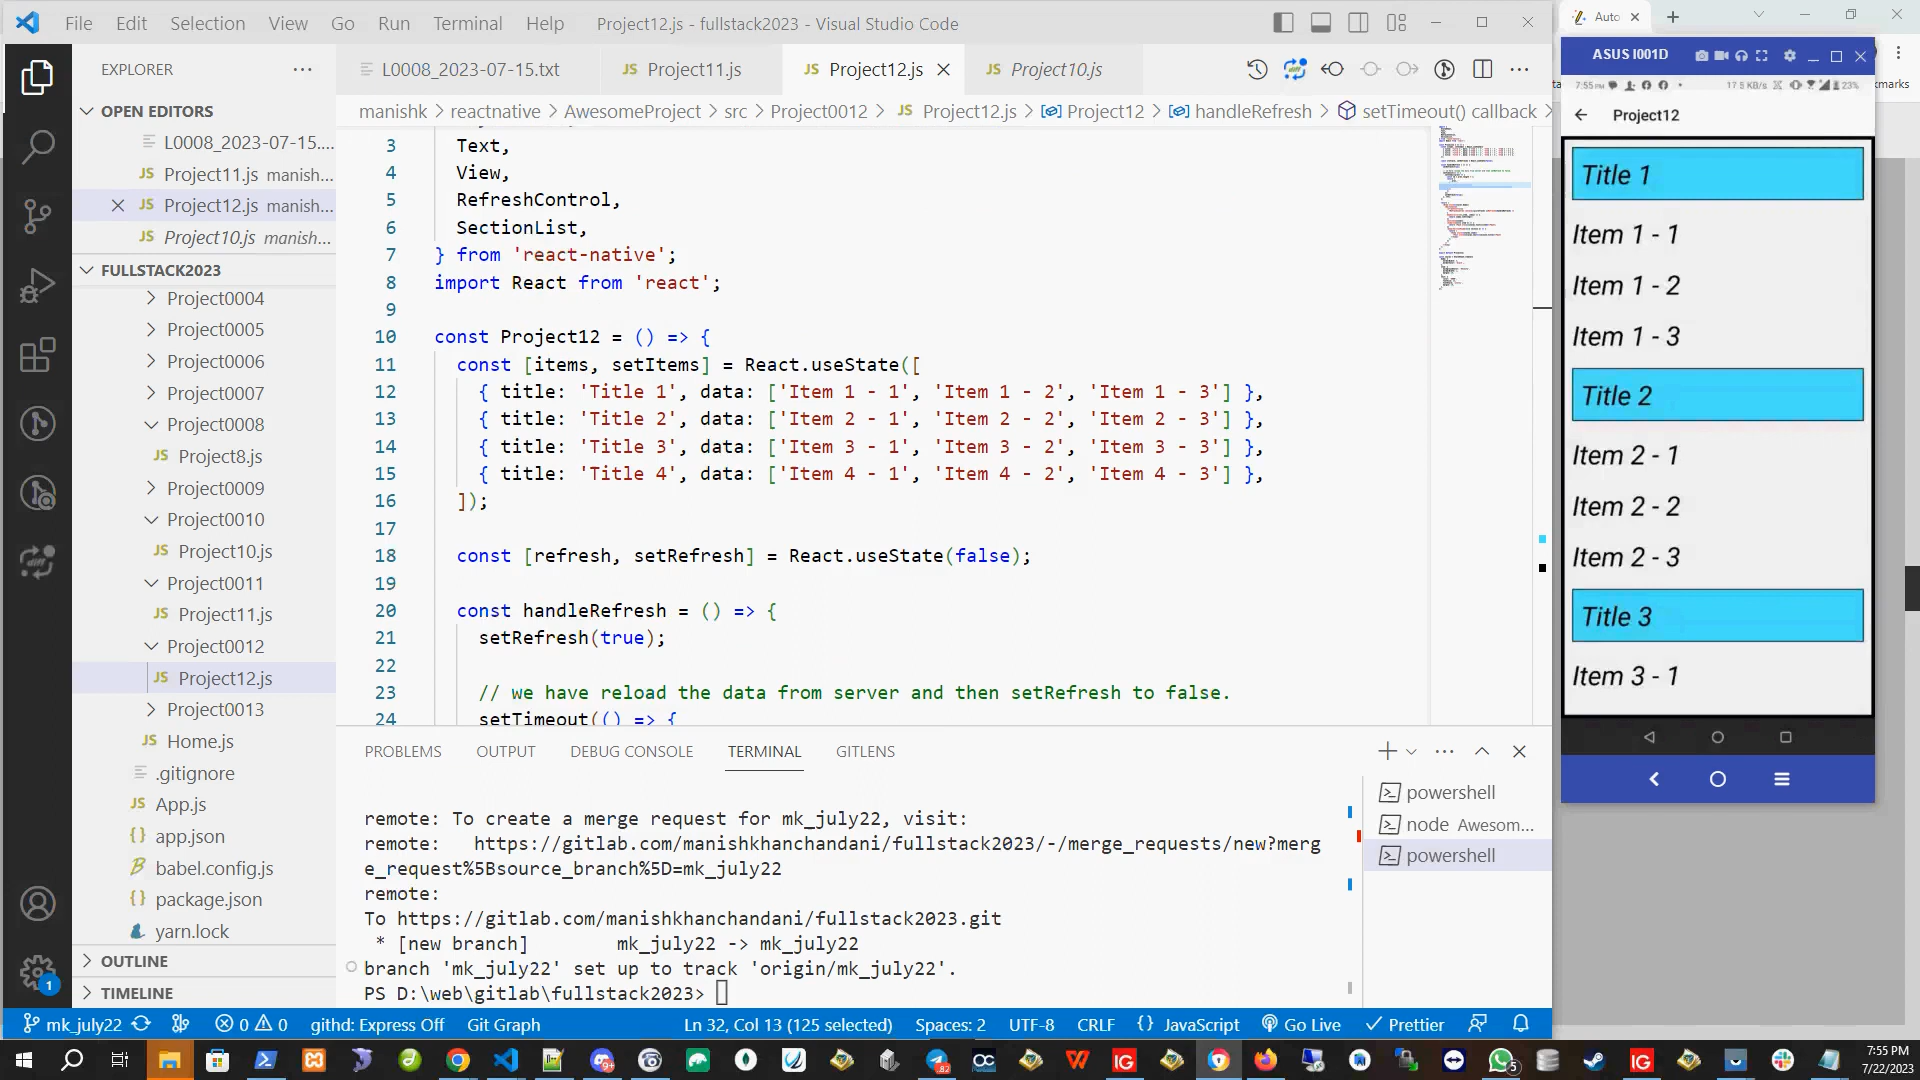 File Edit Selection View Go Run Terminal Help Project12.js - fullstack2023 - Visual Studio Code
EXPLORER
OPEN EDITORS
L0008_2023-07-15....
Project11.js manish...
Project12.js manish...
Project10.js manish...
FULLSTACK2023
Project0004
Project0005
Project0006
Project0007
Project0008
Project8.js
Project0009
Project0010
Project10.js
Project0011
Project11.js
Project0012
Project12.js
Project0013
Home.js
.gitignore
App.js
app.json
babel.config.js
package.json
yarn.lock
OUTLINE
TIMELINE
L0008_2023-07-15.txt Project11.js Project12.js Project10.js
manishk > reactnative > AwesomeProject > src > Project0012 > JS Project12.js > Project12 > handleRefresh > setTimeout() callback
3 Text,
4 View,
5 RefreshControl,
6 SectionList,
7 } from 'react-native';
8 import React from 'react';
9
10 const Project12 = () => {
11 const [items, setItems] = React.useState([
12 { title: 'Title 1', data: ['Item 1 - 1', 'Item 1 - 2', 'Item 1 - 3'] },
13 { title: 'Title 2', data: ['Item 2 - 1', 'Item 2 - 2', 'Item 2 - 3'] },
14 { title: 'Title 3', data: ['Item 3 - 1', 'Item 3 - 2', 'Item 3 - 3'] },
15 { title: 'Title 4', data: ['Item 4 - 1', 'Item 4 - 2', 'Item 4 - 3'] },
16 ]);
17
18 const [refresh, setRefresh] = React.useState(false);
19
20 const handleRefresh = () => {
21 setRefresh(true);
22
23 // we have reload the data from server and then setRefresh to false.
24 setTimeout(() => {
PROBLEMS OUTPUT DEBUG CONSOLE TERMINAL GITLENS
remote: To create a merge request for mk_july22, visit:
remote: https://gitlab.com/manishkhanchandani/fullstack2023/-/merge_requests/new?merg
e_request%5Bsource_branch%5D=mk_july22
remote:
To https://gitlab.com/manishkhanchandani/fullstack2023.git
* [new branch] mk_july22 -> mk_july22
branch 'mk_july22' set up to track 'origin/mk_july22'.
PS D:\web\gitlab\fullstack2023>
powershell
node Awesom...
powershell
mk_july22 0 0 githd: Express Off Git Graph Ln 32, Col 13 (125 selected) Spaces: 2 UTF-8 CRLF {} JavaScript Go Live Prettier
Auto
ASUS I001D
7:55 PM 17.5 KB/s 23%
Project12
Title 1
Item 1 - 1
Item 1 - 2
Item 1 - 3
Title 2
Item 2 - 1
Item 2 - 2
Item 2 - 3
Title 3
Item 3 - 1
kmarks
7:55 PM
7/22/2023